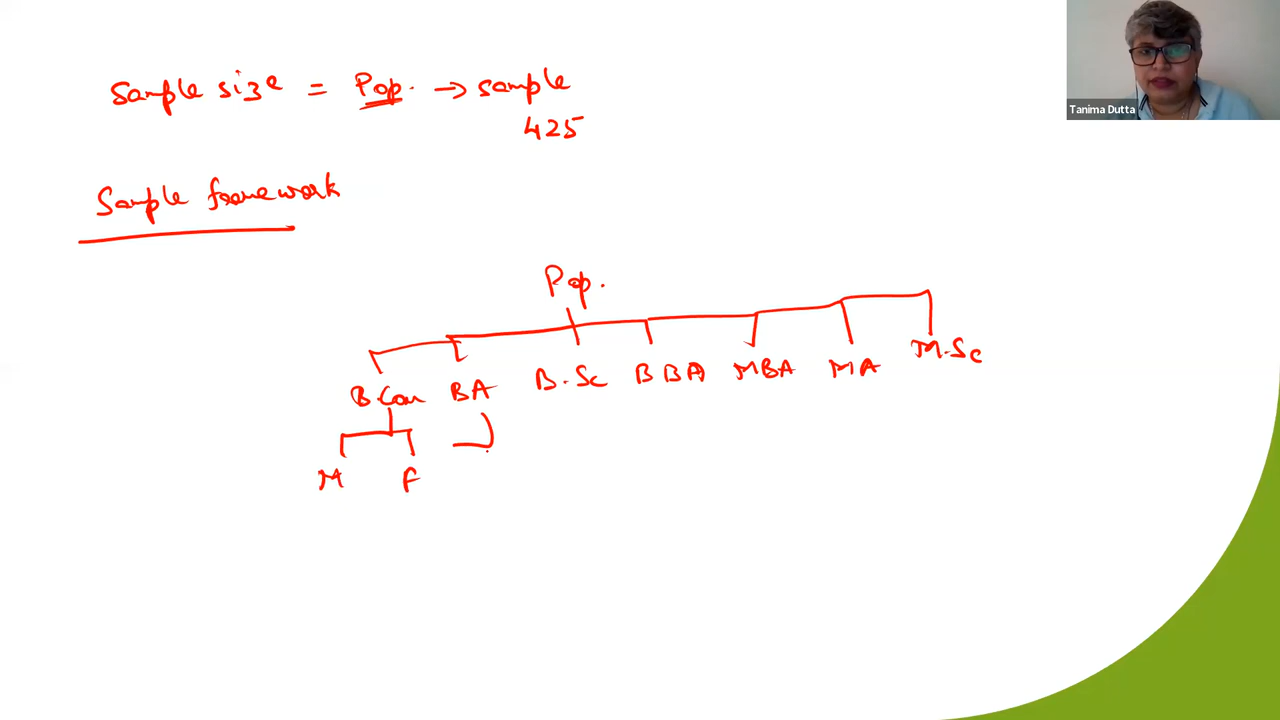 Sample size = Pop. → sample
425
Sample framework
Pop.
B.Com BA B.Sc BBA MBA MA M.Sc
M F
Tanima Dutta